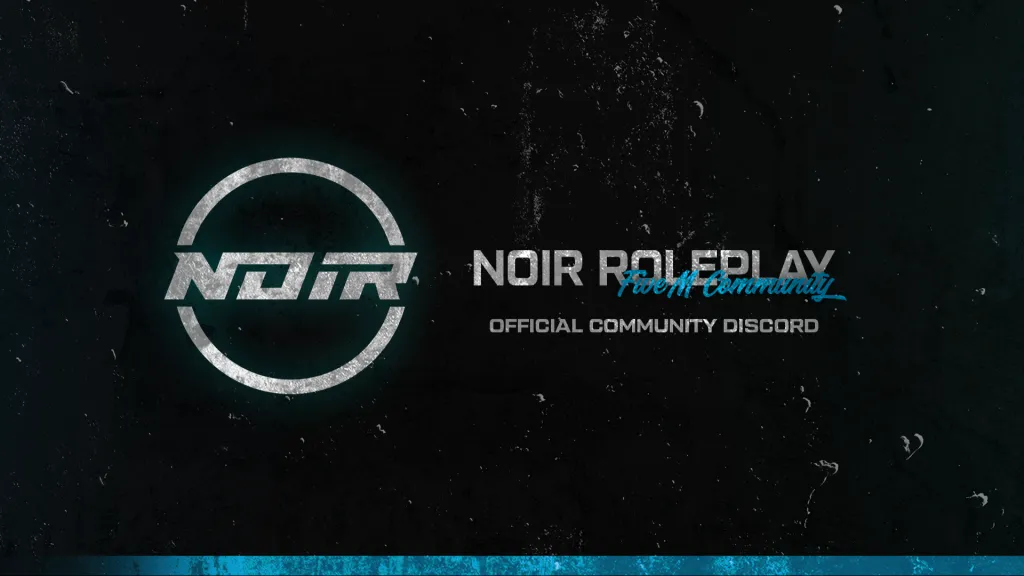 NOIR
NOIR ROLEPLAY
FiveM Community
OFFICIAL COMMUNITY DISCORD